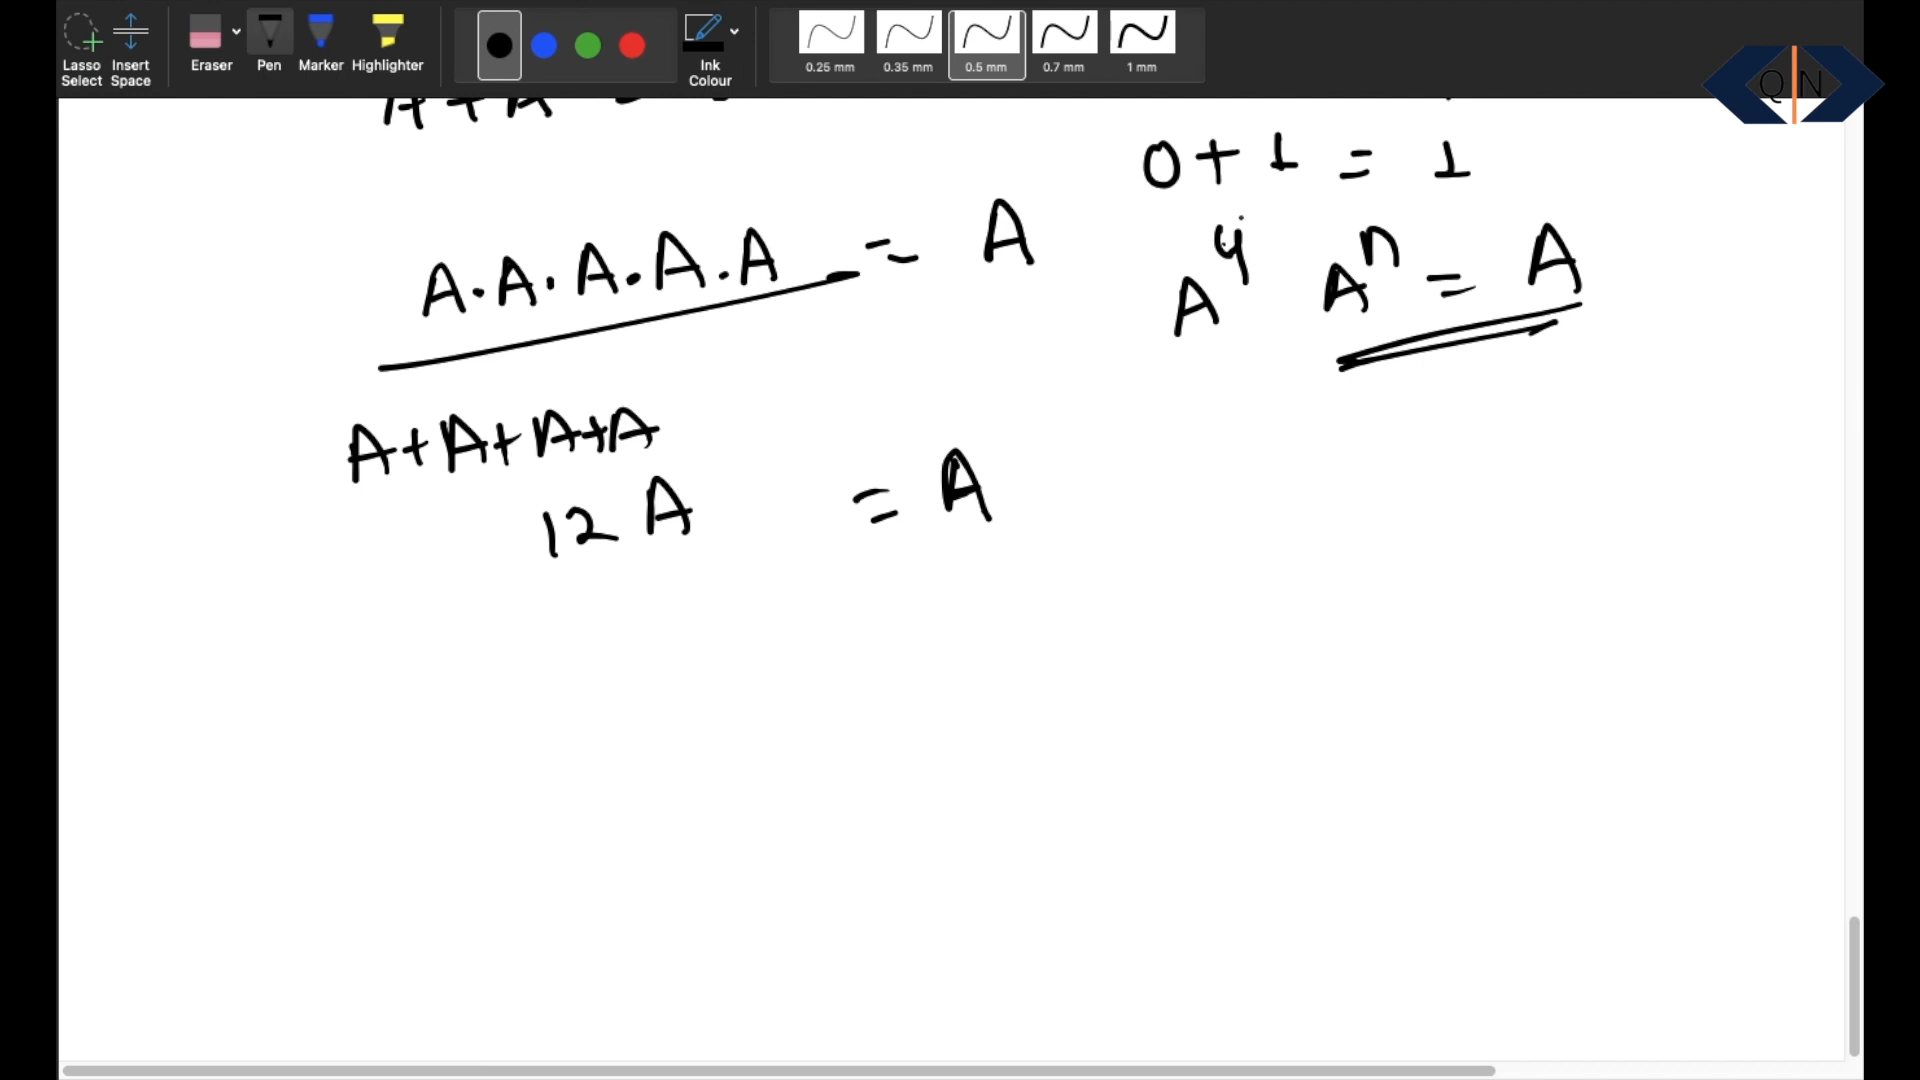 Lasso Select
Insert Space
Eraser
Pen
Marker
Highlighter
Ink Colour
0.25 mm
0.35 mm
0.5 mm
0.7 mm
1 mm
Q N
A + A =
0 + 1 = 1
A . A . A . A . A = A
A⁴ Aⁿ = A
A + A + A + A
12 A = A